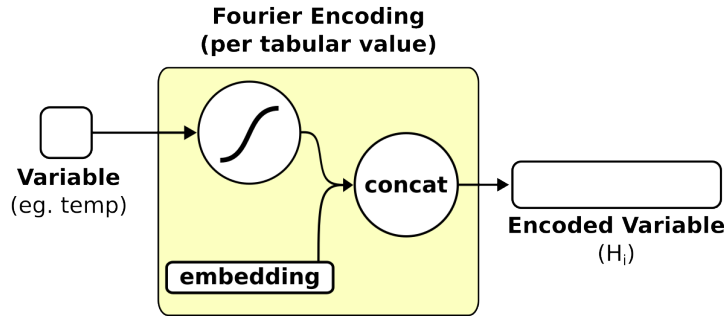 Fourier Encoding
(per tabular value)
Variable
(eg. temp)
concat
embedding
Encoded Variable
(Hᵢ)